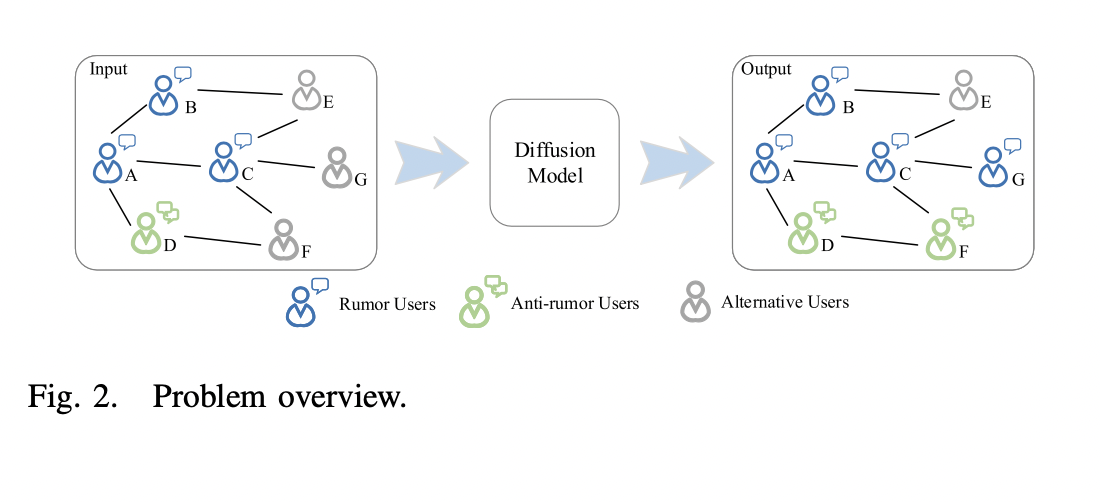 Input
B
E
A
C
G
D
F
Diffusion
Model
Output
B
E
A
C
G
D
F
Rumor Users
Anti-rumor Users
Alternative Users
Fig. 2. Problem overview.